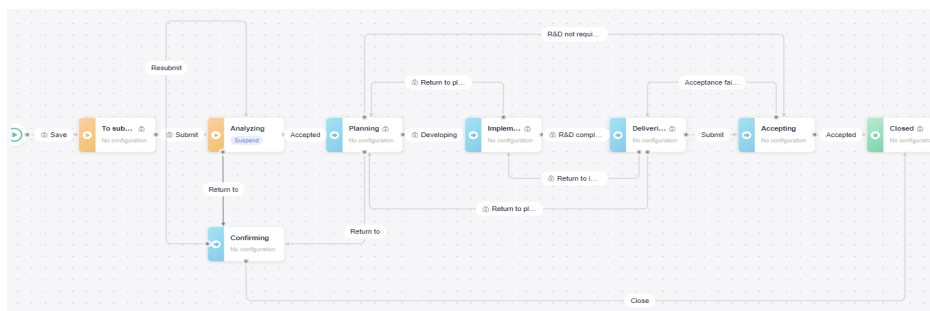 R&D not requi...
Resubmit
Return to pl...
Acceptance fai...
Save
To sub...
No configuration
Submit
Analyzing
Suspend
Accepted
Planning
No configuration
Developing
Implem...
No configuration
R&D compl...
Deliveri...
No configuration
Submit
Accepting
No configuration
Accepted
Closed
No configuration
Return to i...
Return to
Return to pl...
Return to
Confirming
No configuration
Close